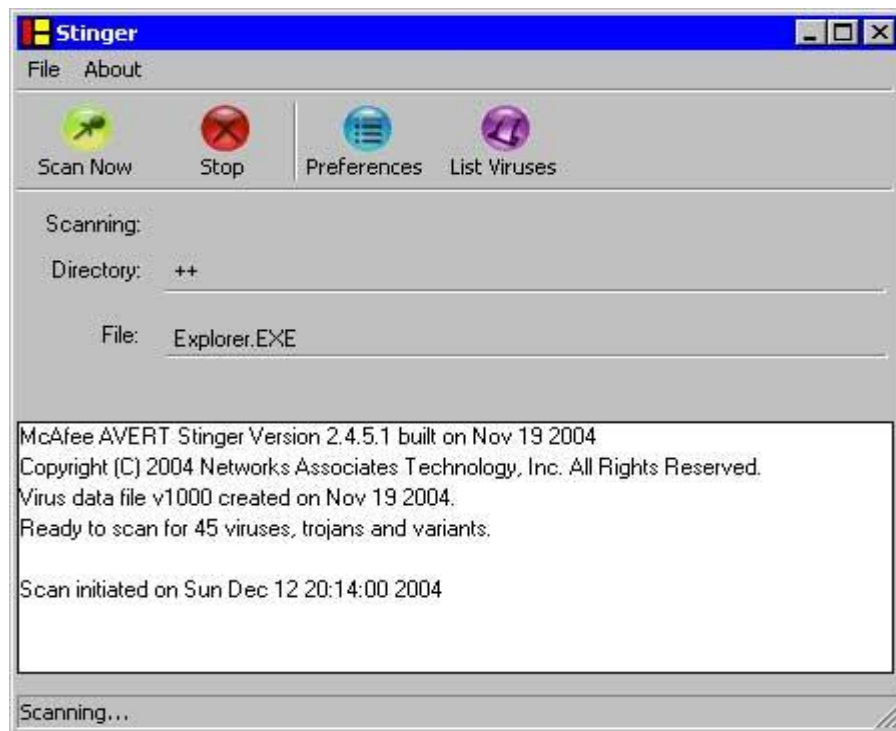 Stinger
File About
Scan Now Stop Preferences List Viruses
Scanning:
Directory: ++
File: Explorer.EXE
McAfee AVERT Stinger Version 2.4.5.1 built on Nov 19 2004
Copyright (C) 2004 Networks Associates Technology, Inc. All Rights Reserved.
Virus data file v1000 created on Nov 19 2004.
Ready to scan for 45 viruses, trojans and variants.
Scan initiated on Sun Dec 12 20:14:00 2004
Scanning...